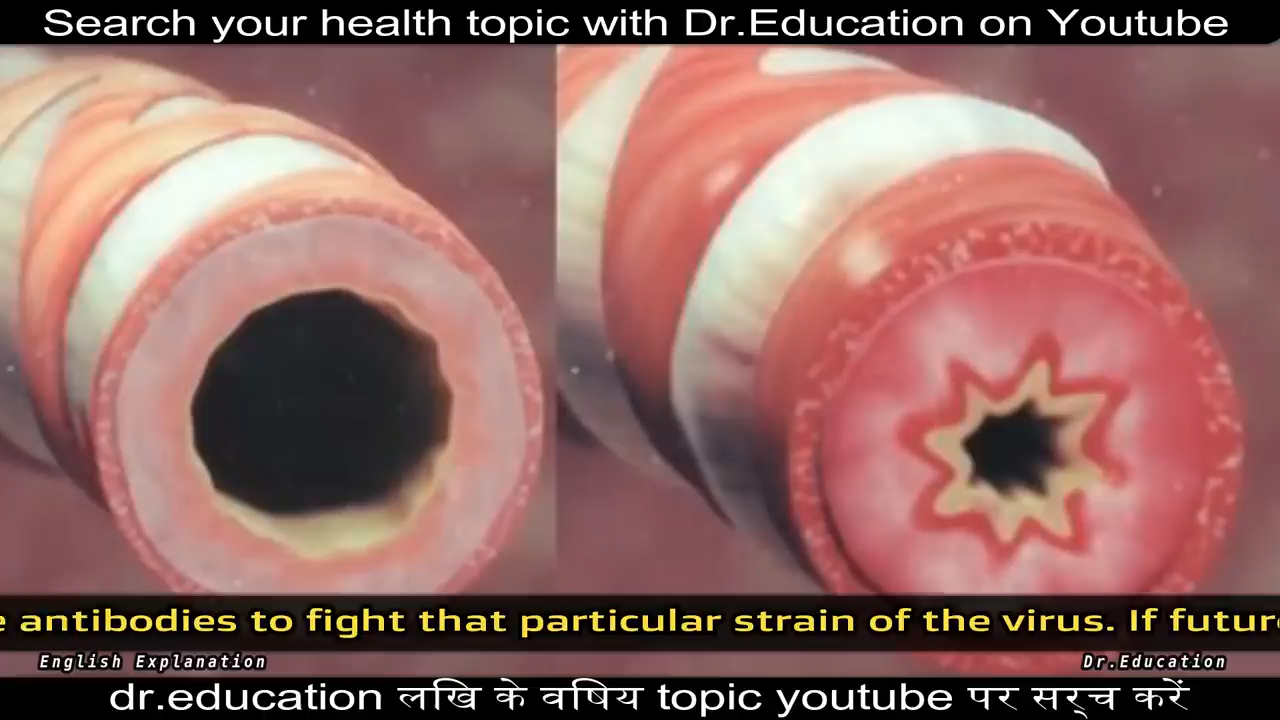 Search your health topic with Dr.Education on Youtube
e antibodies to fight that particular strain of the virus. If future
English Explanation
Dr.Education
dr.education लखि के वषिय topic youtube पर सर्च करें